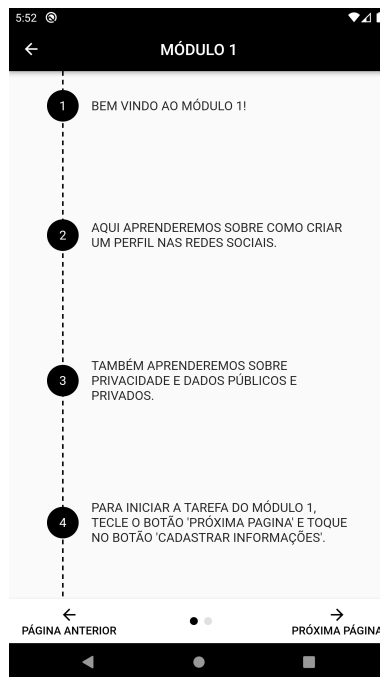 5:52
MÓDULO 1
1
BEM VINDO AO MÓDULO 1!
2
AQUI APRENDEREMOS SOBRE COMO CRIAR
UM PERFIL NAS REDES SOCIAIS.
3
TAMBÉM APRENDEREMOS SOBRE
PRIVACIDADE E DADOS PÚBLICOS E
PRIVADOS.
4
PARA INICIAR A TAREFA DO MÓDULO 1,
TECLE O BOTÃO 'PRÓXIMA PAGINA' E TOQUE
NO BOTÃO 'CADASTRAR INFORMAÇÕES'.
PÁGINA ANTERIOR
PRÓXIMA PÁGINA